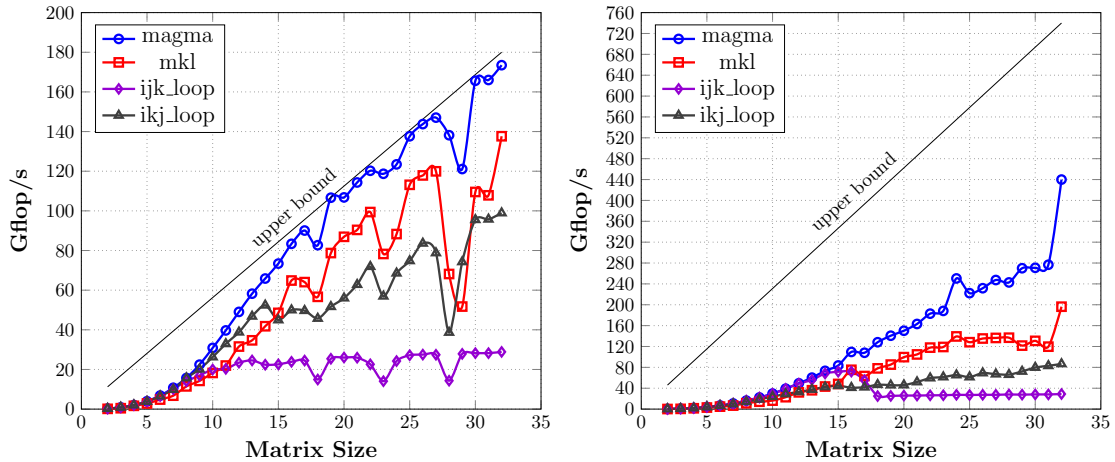 200
180
160
140
120
100
80
60
40
20
0
Gflop/s
magma
mkl
ijk_loop
ikj_loop
upper bound
0 5 10 15 20 25 30 35
Matrix Size
760
720
680
640
600
560
520
480
440
400
360
320
280
240
200
160
120
80
40
0
Gflop/s
magma
mkl
ijk_loop
ikj_loop
upper bound
0 5 10 15 20 25 30 35
Matrix Size